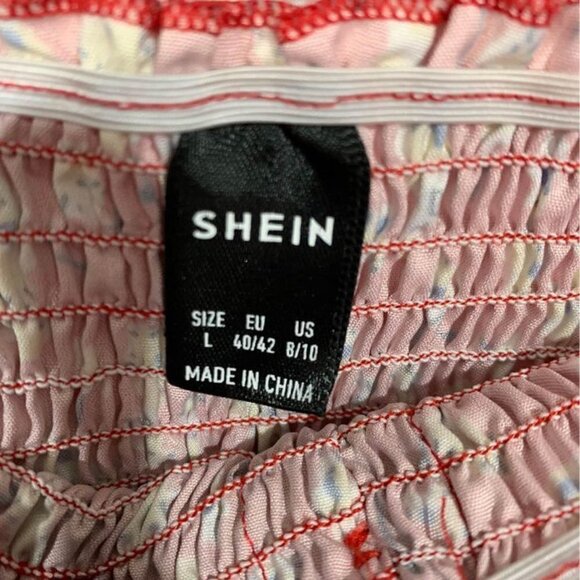 SHEIN
SIZE EU US
L 40/42 8/10
MADE IN CHINA